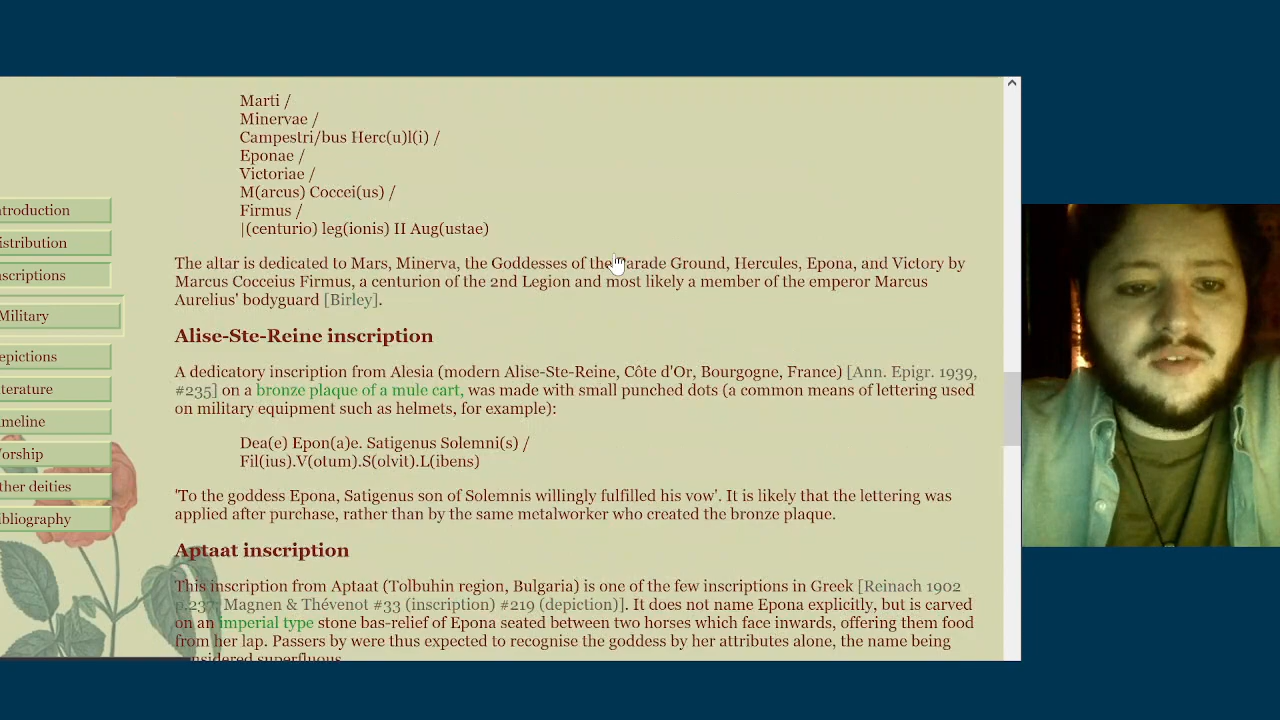 Marti /
Minervae /
Campestri/bus Herc(u)l(i) /
Eponae /
Victoriae /
M(arcus) Coccei(us) /
Firmus /
|(centurio) leg(ionis) II Aug(ustae)
The altar is dedicated to Mars, Minerva, the Goddesses of the Parade Ground, Hercules, Epona, and Victory by
Marcus Cocceius Firmus, a centurion of the 2nd Legion and most likely a member of the emperor Marcus
Aurelius' bodyguard [Birley].
Alise-Ste-Reine inscription
A dedicatory inscription from Alesia (modern Alise-Ste-Reine, Côte d'Or, Bourgogne, France) [Ann. Epigr. 1939,
#235] on a bronze plaque of a mule cart, was made with small punched dots (a common means of lettering used
on military equipment such as helmets, for example):
Dea(e) Epon(a)e. Satigenus Solemni(s) /
Fil(ius).V(otum).S(olvit).L(ibens)
'To the goddess Epona, Satigenus son of Solemnis willingly fulfilled his vow'. It is likely that the lettering was
applied after purchase, rather than by the same metalworker who created the bronze plaque.
Aptaat inscription
This inscription from Aptaat (Tolbuhin region, Bulgaria) is one of the few inscriptions in Greek [Reinach 1902
p.237, Magnen & Thévenot #33 (inscription) #219 (depiction)]. It does not name Epona explicitly, but is carved
on an imperial type stone bas-relief of Epona seated between two horses which face inwards, offering them food
from her lap. Passers by were thus expected to recognise the goddess by her attributes alone, the name being
considered superfluous.
ntroduction
istribution
scriptions
Military
epictions
iterature
imeline
orship
ther deities
ibliography